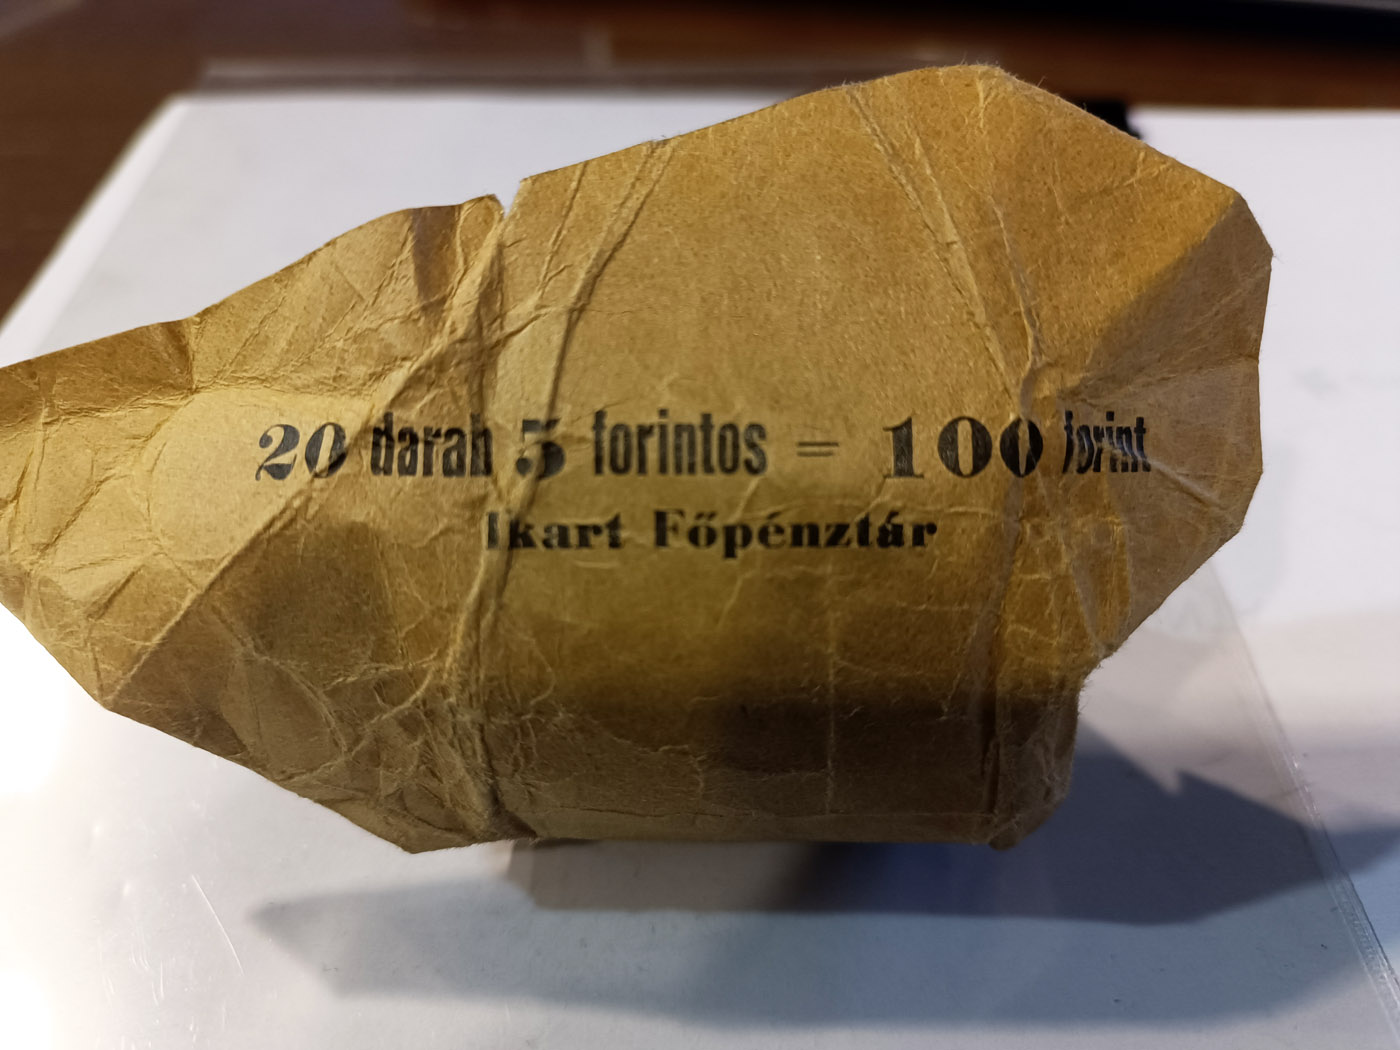 20 darab 5 forintos = 100 forint
Ikart Főpénztár